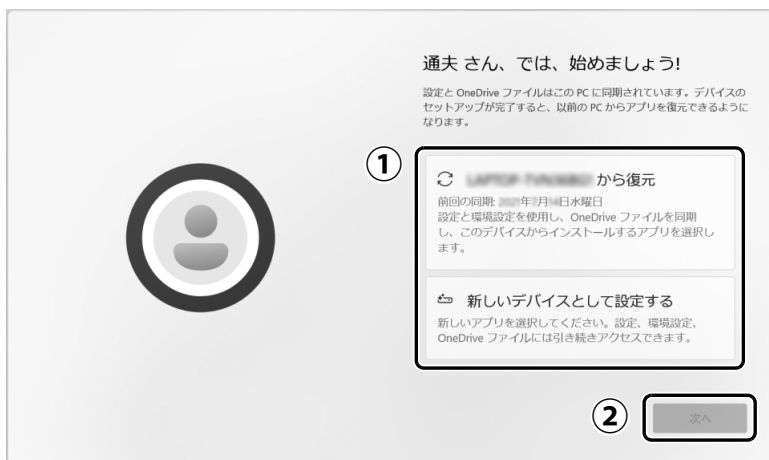 通夫 さん、では、始めましょう!
設定と OneDrive ファイルはこの PC に同期されています。デバイスの
セットアップが完了すると、以前の PC からアプリを復元できるように
なります。
①
から復元
前回の同期: 年7月14日水曜日
設定と環境設定を使用し、OneDrive ファイルを同期
し、このデバイスからインストールするアプリを選択し
ます。
新しいデバイスとして設定する
新しいアプリを選択してください。設定、環境設定、
OneDrive ファイルには引き続きアクセスできます。
②
次へ